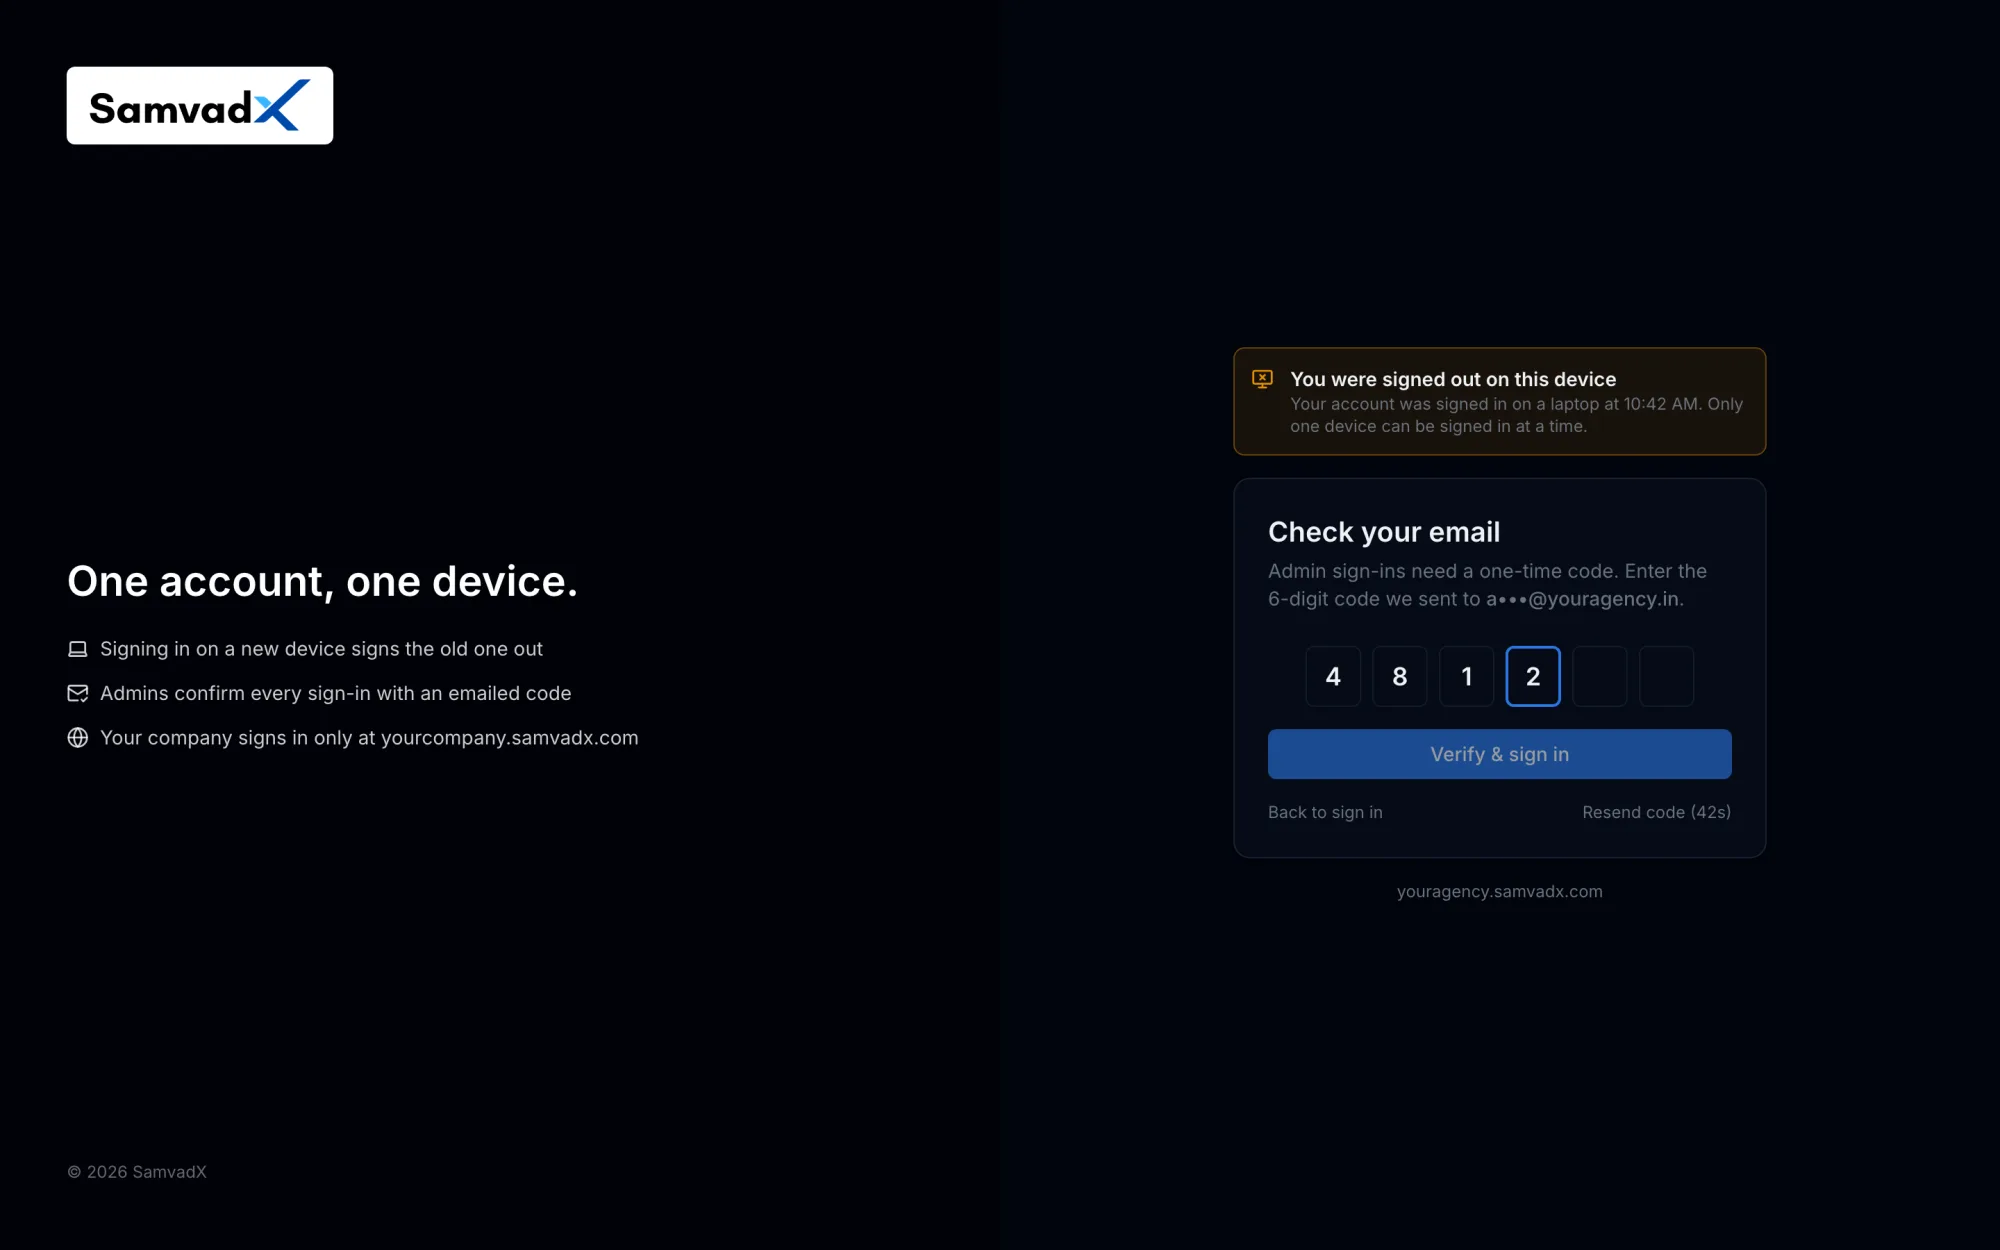 SamvadX
One account, one device.
Signing in on a new device signs the old one out
Admins confirm every sign-in with an emailed code
Your company signs in only at yourcompany.samvadx.com
© 2026 SamvadX
You were signed out on this device
Your account was signed in on a laptop at 10:42 AM. Only
one device can be signed in at a time.
Check your email
Admin sign-ins need a one-time code. Enter the
6-digit code we sent to a•••@youragency.in.
4 8 1 2
Verify & sign in
Back to sign in
Resend code (42s)
youragency.samvadx.com